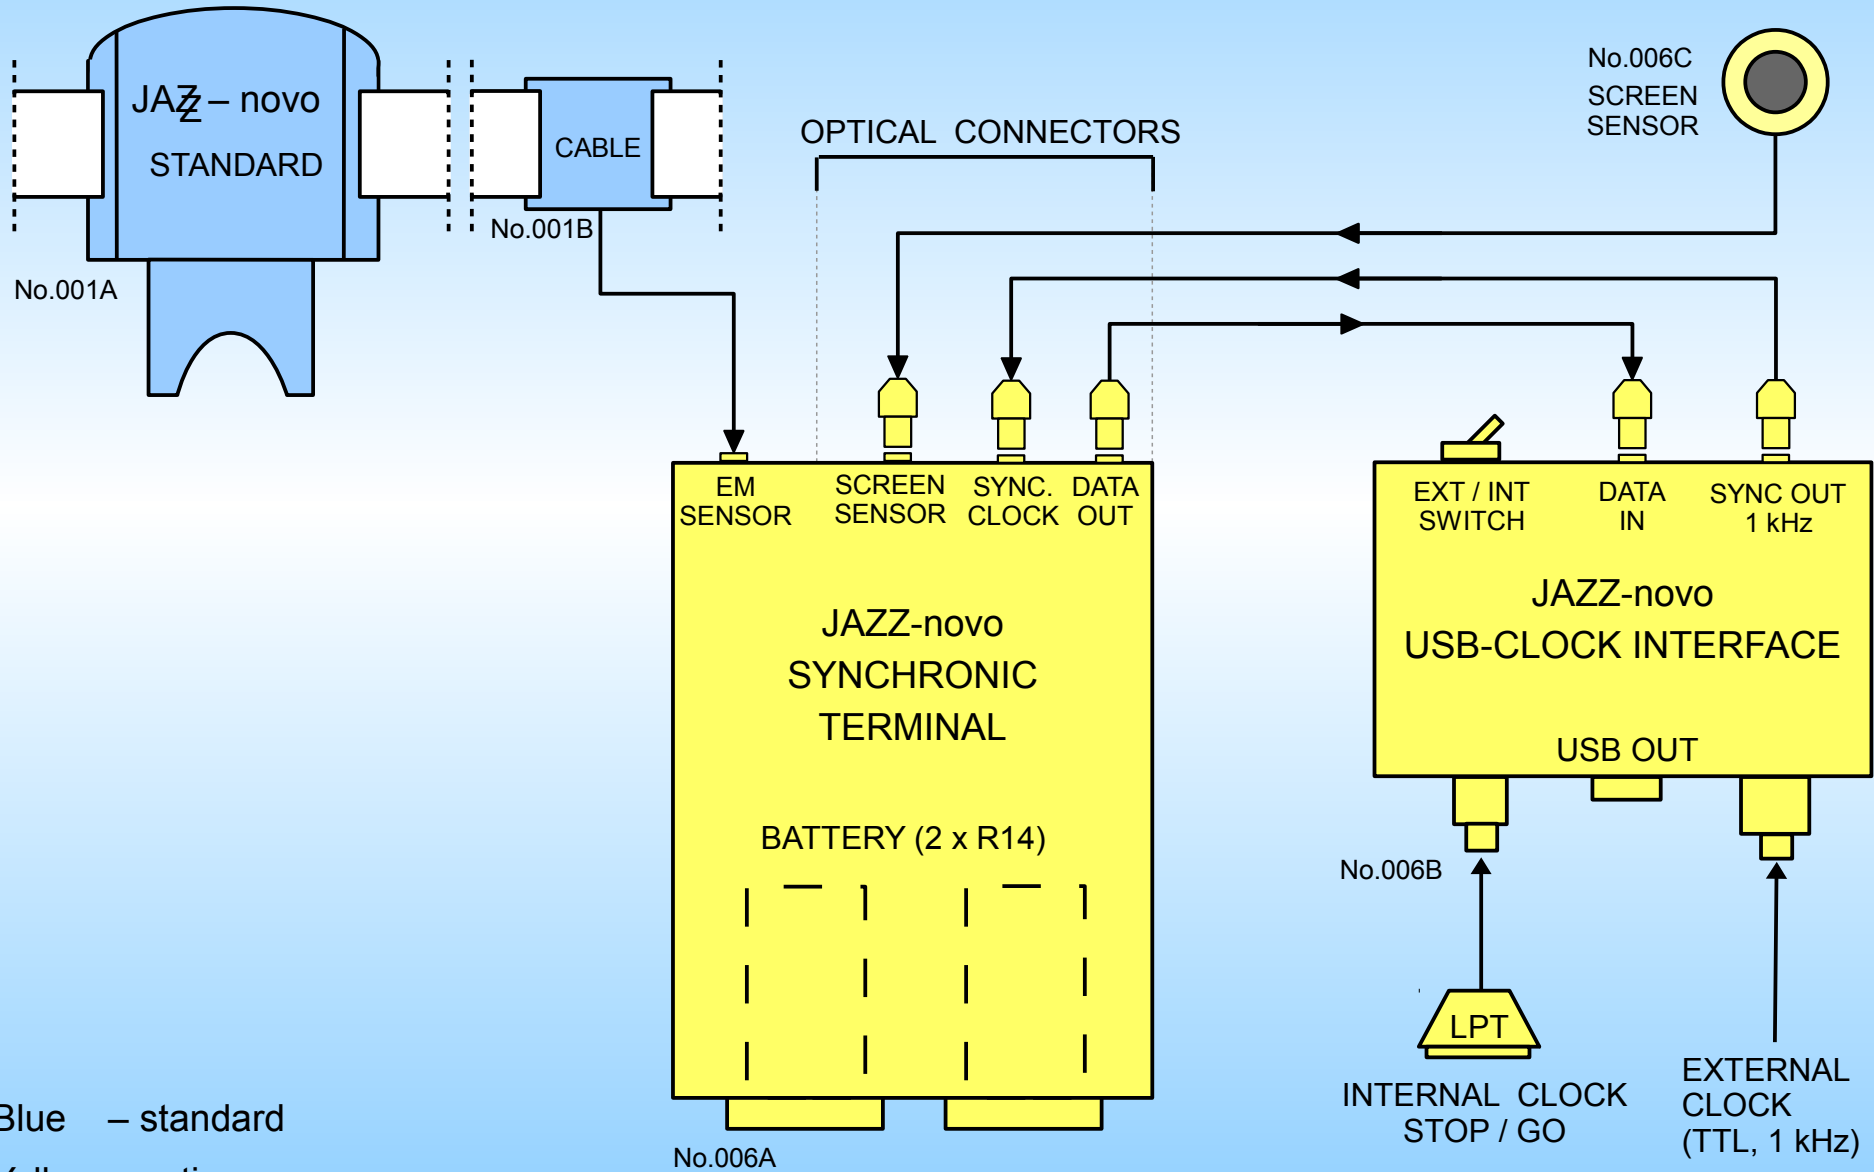 JAZZ – novo
STANDARD
No.001A
CABLE
No.001B
OPTICAL CONNECTORS
No.006C
SCREEN
SENSOR
EM
SENSOR
SCREEN
SENSOR
SYNC.
CLOCK
DATA
OUT
JAZZ-novo
SYNCHRONIC
TERMINAL
BATTERY (2 x R14)
No.006A
EXT / INT
SWITCH
DATA
IN
SYNC OUT
1 kHz
JAZZ-novo
USB-CLOCK INTERFACE
USB OUT
No.006B
LPT
INTERNAL CLOCK
STOP / GO
EXTERNAL
CLOCK
(TTL, 1 kHz)
Blue – standard